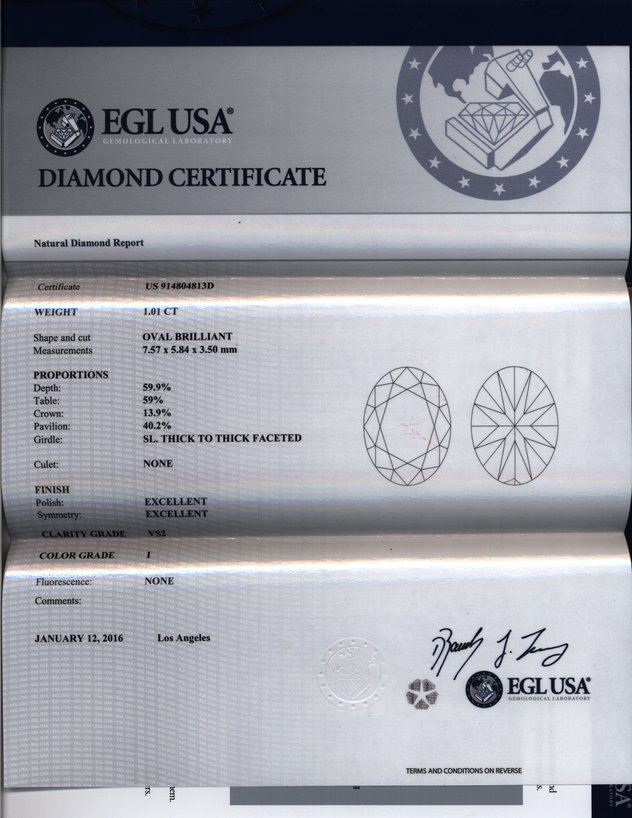 EGL USA®
GEMOLOGICAL LABORATORY
DIAMOND CERTIFICATE
Natural Diamond Report
Certificate US 914804813D
WEIGHT 1.01 CT
Shape and cut OVAL BRILLIANT
Measurements 7.57 x 5.84 x 3.50 mm
PROPORTIONS
Depth: 59.9%
Table: 59%
Crown: 13.9%
Pavilion: 40.2%
Girdle: SL. THICK TO THICK FACETED
Culet: NONE
FINISH
Polish: EXCELLENT
Symmetry: EXCELLENT
CLARITY GRADE VS2
COLOR GRADE I
Fluorescence: NONE
Comments:
JANUARY 12, 2016 Los Angeles
EGL USA®
GEMOLOGICAL LABORATORY
TERMS AND CONDITIONS ON REVERSE